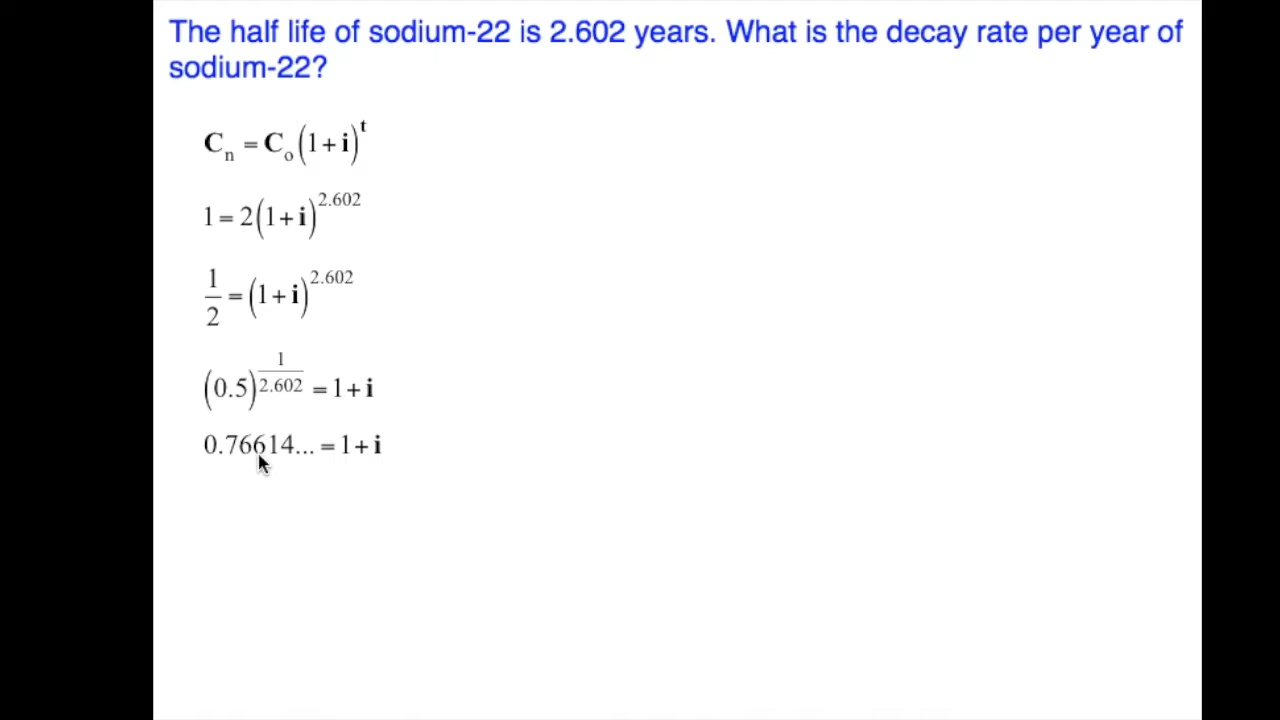 The half life of sodium-22 is 2.602 years. What is the decay rate per year of
sodium-22?
Cₙ = Cₒ(1 + i)ᵗ
1 = 2(1 + i)^2.602
1/2 = (1 + i)^2.602
(0.5)^(1/2.602) = 1 + i
0.76614... = 1 + i